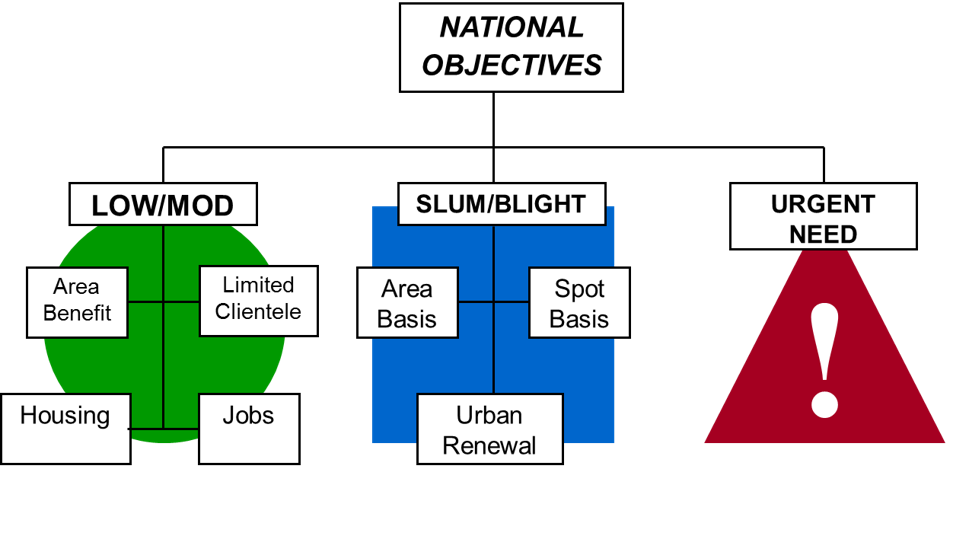 NATIONAL
OBJECTIVES
LOW/MOD
SLUM/BLIGHT
URGENT
NEED
Area
Benefit
Limited
Clientele
Area
Basis
Spot
Basis
!
Housing
Jobs
Urban
Renewal